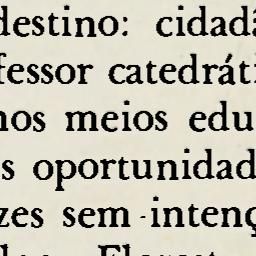 destino: cidadã
fessor catedráti
nos meios edu
s oportunidad
zes sem intenç